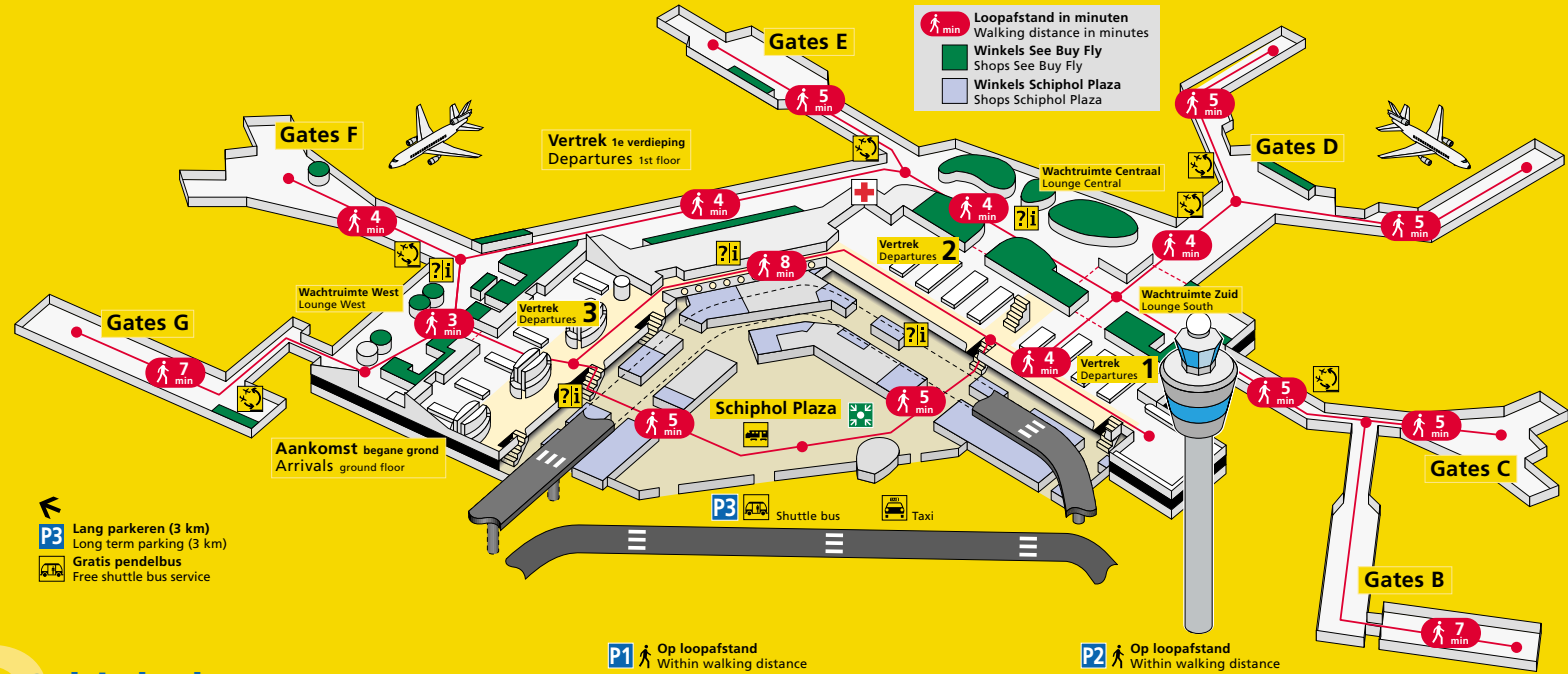 Loopafstand in minuten
Walking distance in minutes
min
Winkels See Buy Fly
Shops See Buy Fly
Winkels Schiphol Plaza
Shops Schiphol Plaza
Gates E
5 min
5 min
Gates F
Vertrek 1e verdieping
Departures 1st floor
Gates D
Wachtruimte Centraal
Lounge Central
4 min
4 min
4 min
?i
5 min
4 min
Vertrek
Departures 2
?i
?i
8 min
Wachtruimte West
Lounge West
Wachtruimte Zuid
Lounge South
Vertrek
Departures 3
Gates G
3 min
?i
7 min
4 min
Vertrek
Departures 1
5 min
?i
5 min
Schiphol Plaza
5 min
5 min
Aankomst begane grond
Arrivals ground floor
Gates C
P3
Shuttle bus
TAXI
Taxi
P3
Lang parkeren (3 km)
Long term parking (3 km)
Gratis pendelbus
Free shuttle bus service
Gates B
7 min
P1
Op loopafstand
Within walking distance
P2
Op loopafstand
Within walking distance